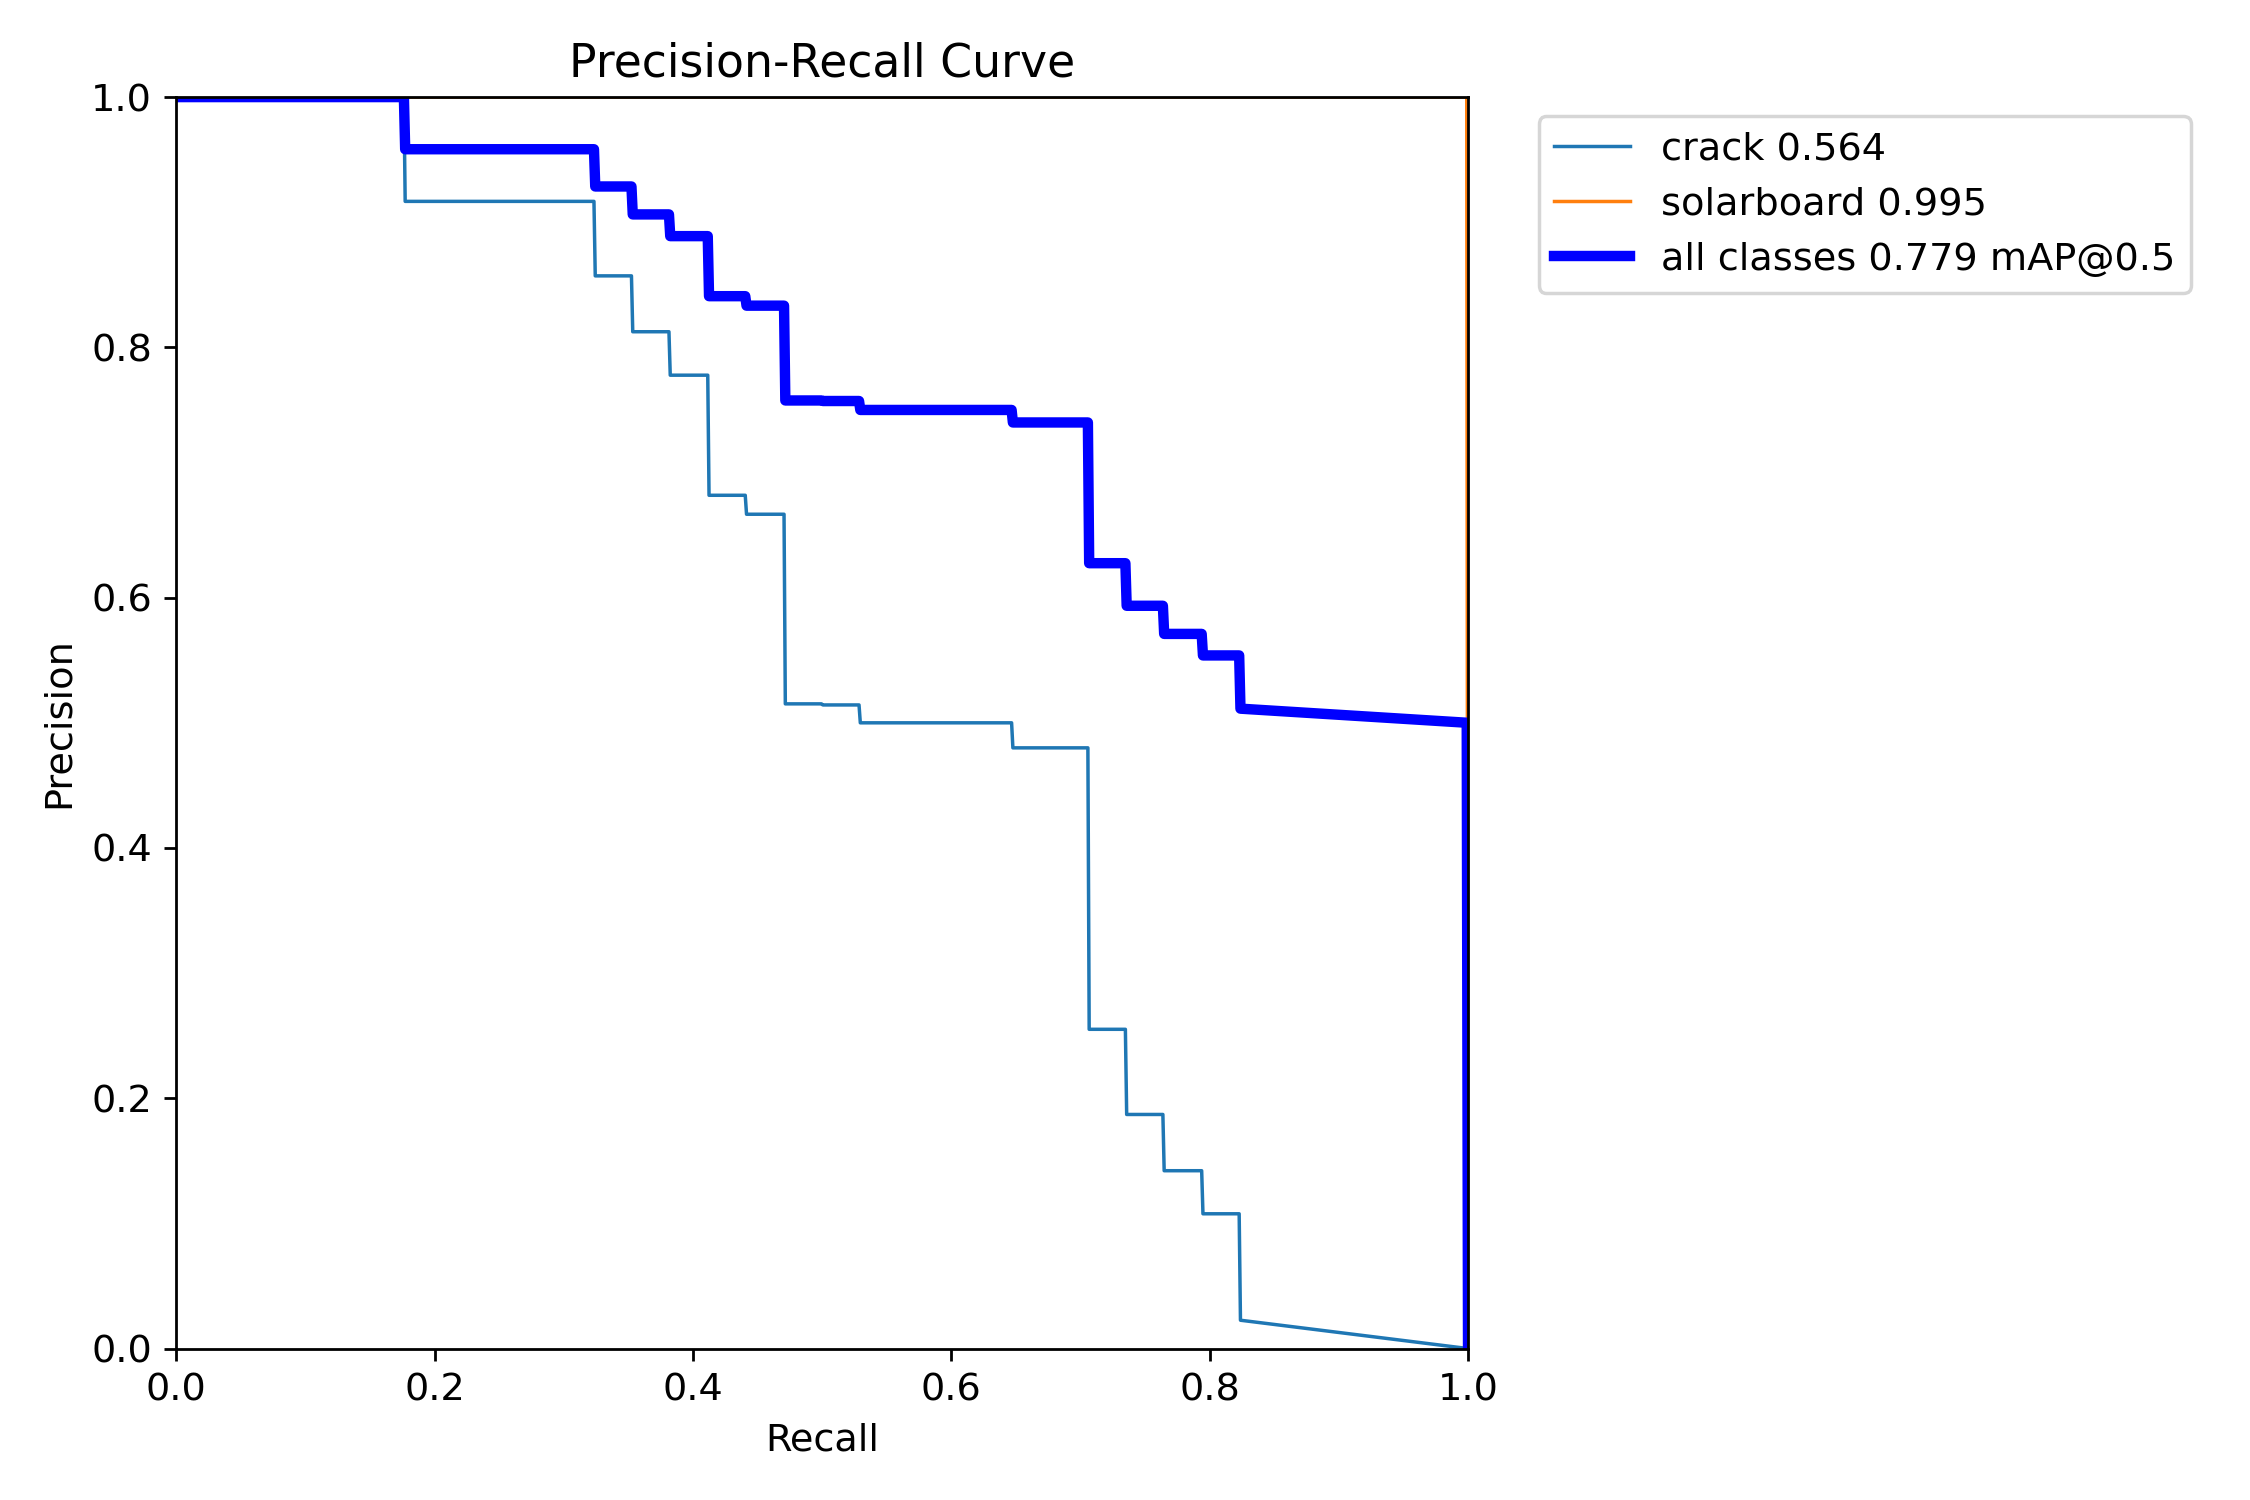 Precision-Recall Curve
1.0
0.8
0.6
0.4
0.2
0.0
Precision
0.0 0.2 0.4 0.6 0.8 1.0
Recall
crack 0.564
solarboard 0.995
all classes 0.779 mAP@0.5